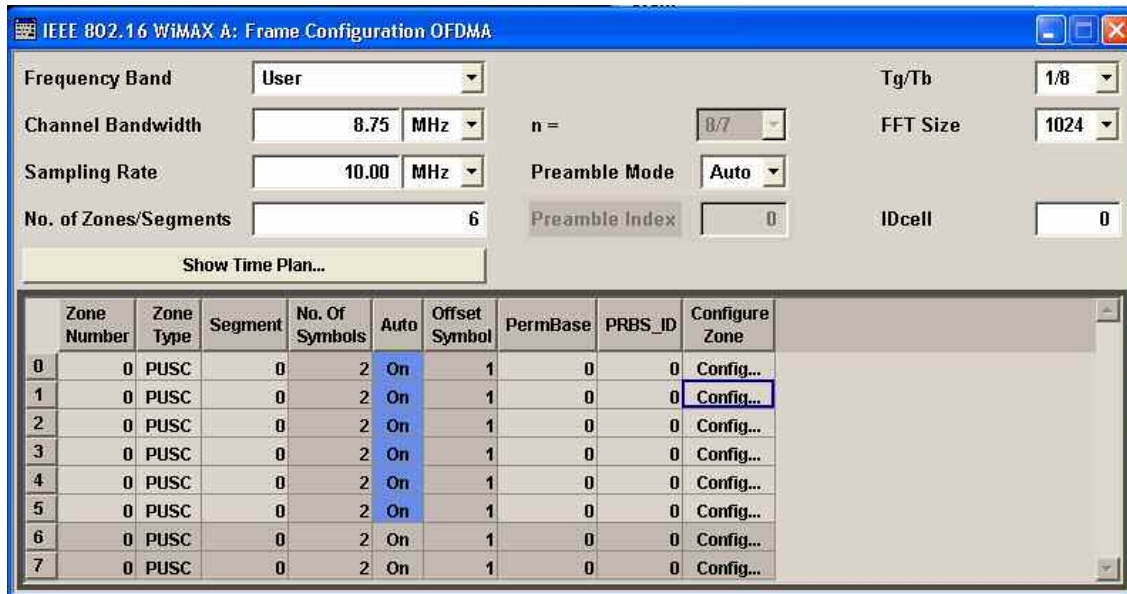 IEEE 802.16 WiMAX A: Frame Configuration OFDMA
Frequency Band User Tg/Tb 1/8
Channel Bandwidth 8.75 MHz n = 8/7 FFT Size 1024
Sampling Rate 10.00 MHz Preamble Mode Auto
No. of Zones/Segments 6 Preamble Index 0 IDcell 0
Show Time Plan...
Zone Number Zone Type Segment No. Of Symbols Auto Offset Symbol PermBase PRBS_ID Configure Zone
0 0 PUSC 0 2 On 1 0 0 Config...
1 0 PUSC 0 2 On 1 0 0 Config...
2 0 PUSC 0 2 On 1 0 0 Config...
3 0 PUSC 0 2 On 1 0 0 Config...
4 0 PUSC 0 2 On 1 0 0 Config...
5 0 PUSC 0 2 On 1 0 0 Config...
6 0 PUSC 0 2 On 1 0 0 Config...
7 0 PUSC 0 2 On 1 0 0 Config...